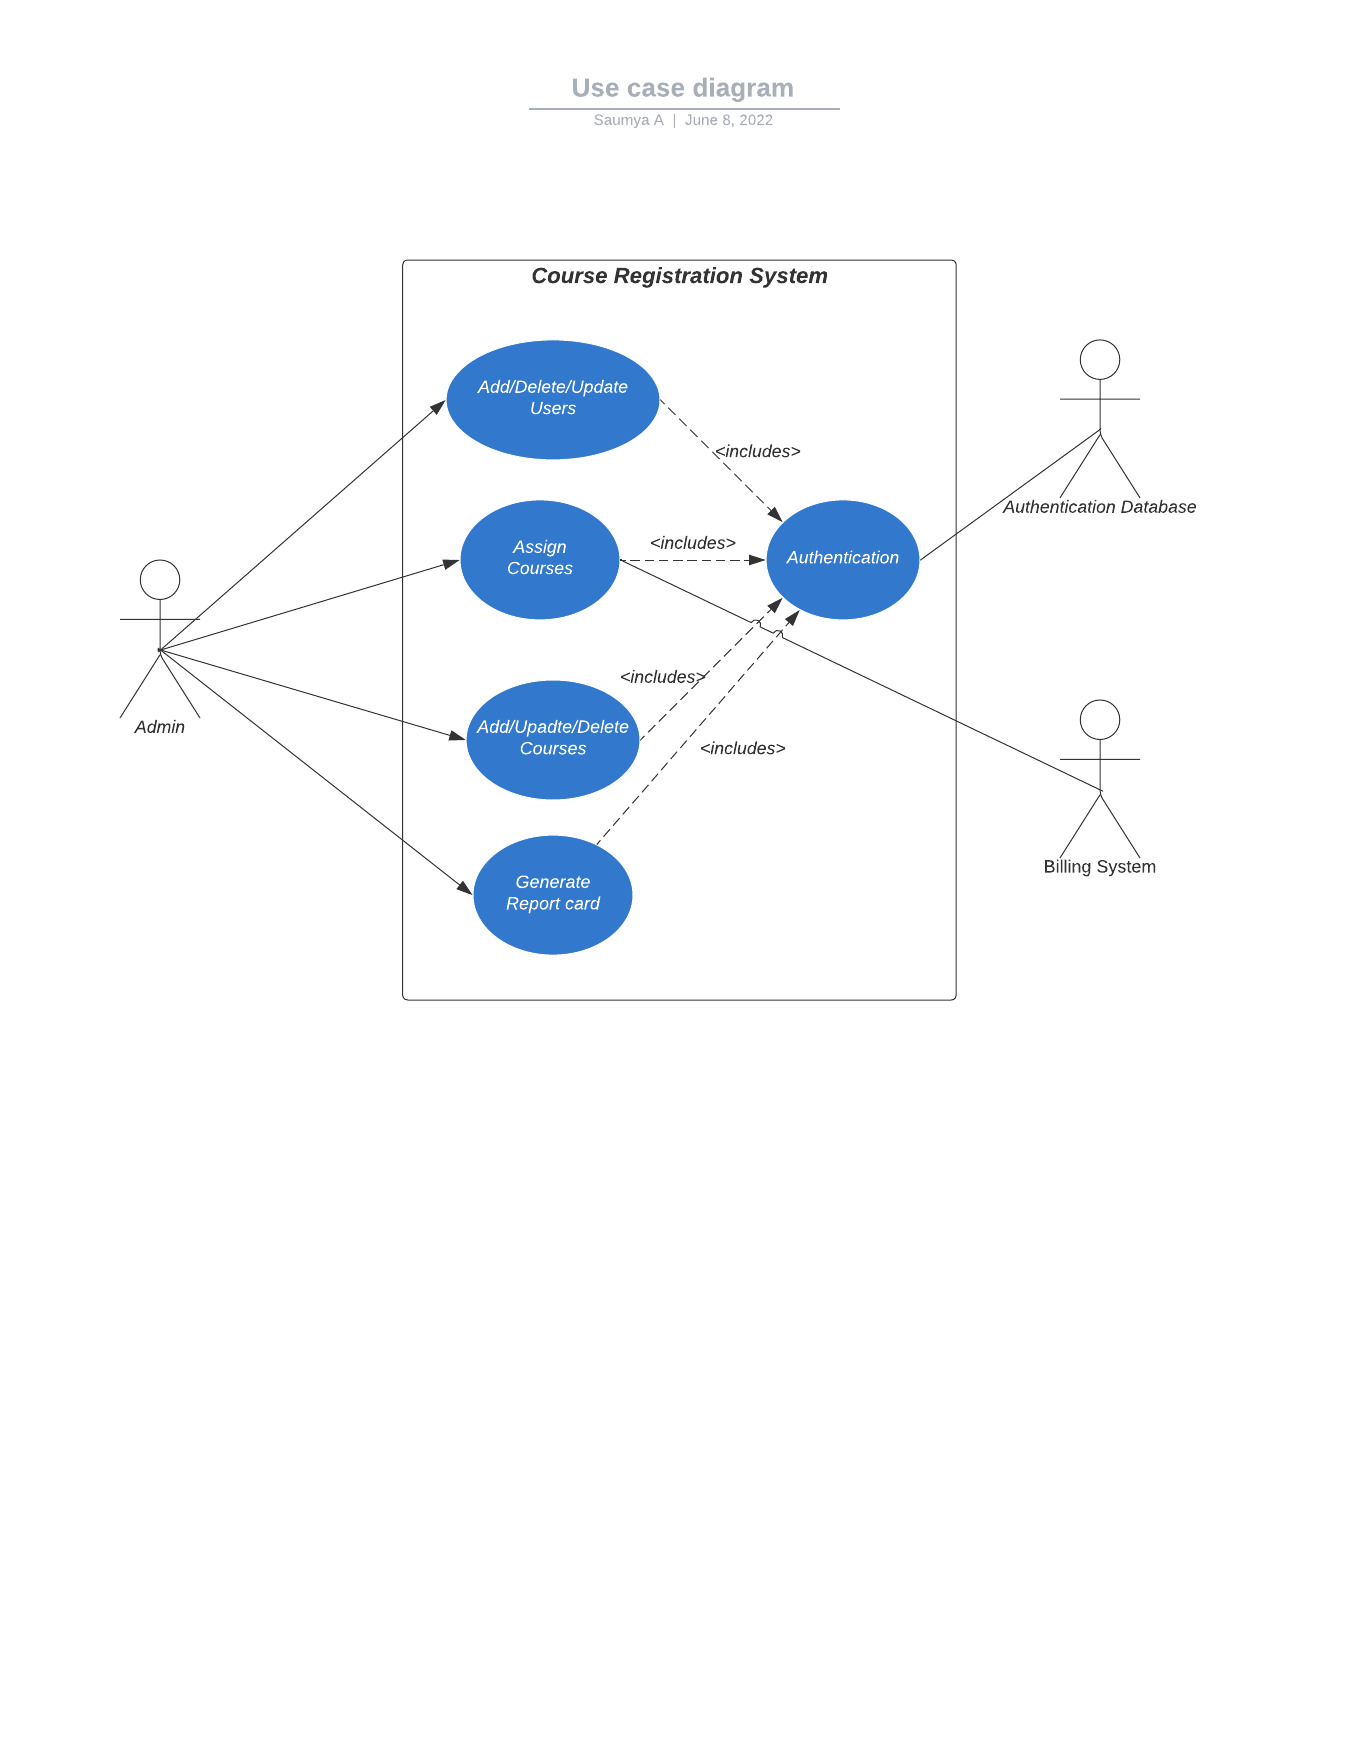 Use case diagram
Saumya A | June 8, 2022
Course Registration System
Add/Delete/Update
Users
<includes>
Assign
Courses
<includes>
Authentication
Authentication Database
Admin
<includes>
Add/Upadte/Delete
Courses
<includes>
Billing System
Generate
Report card